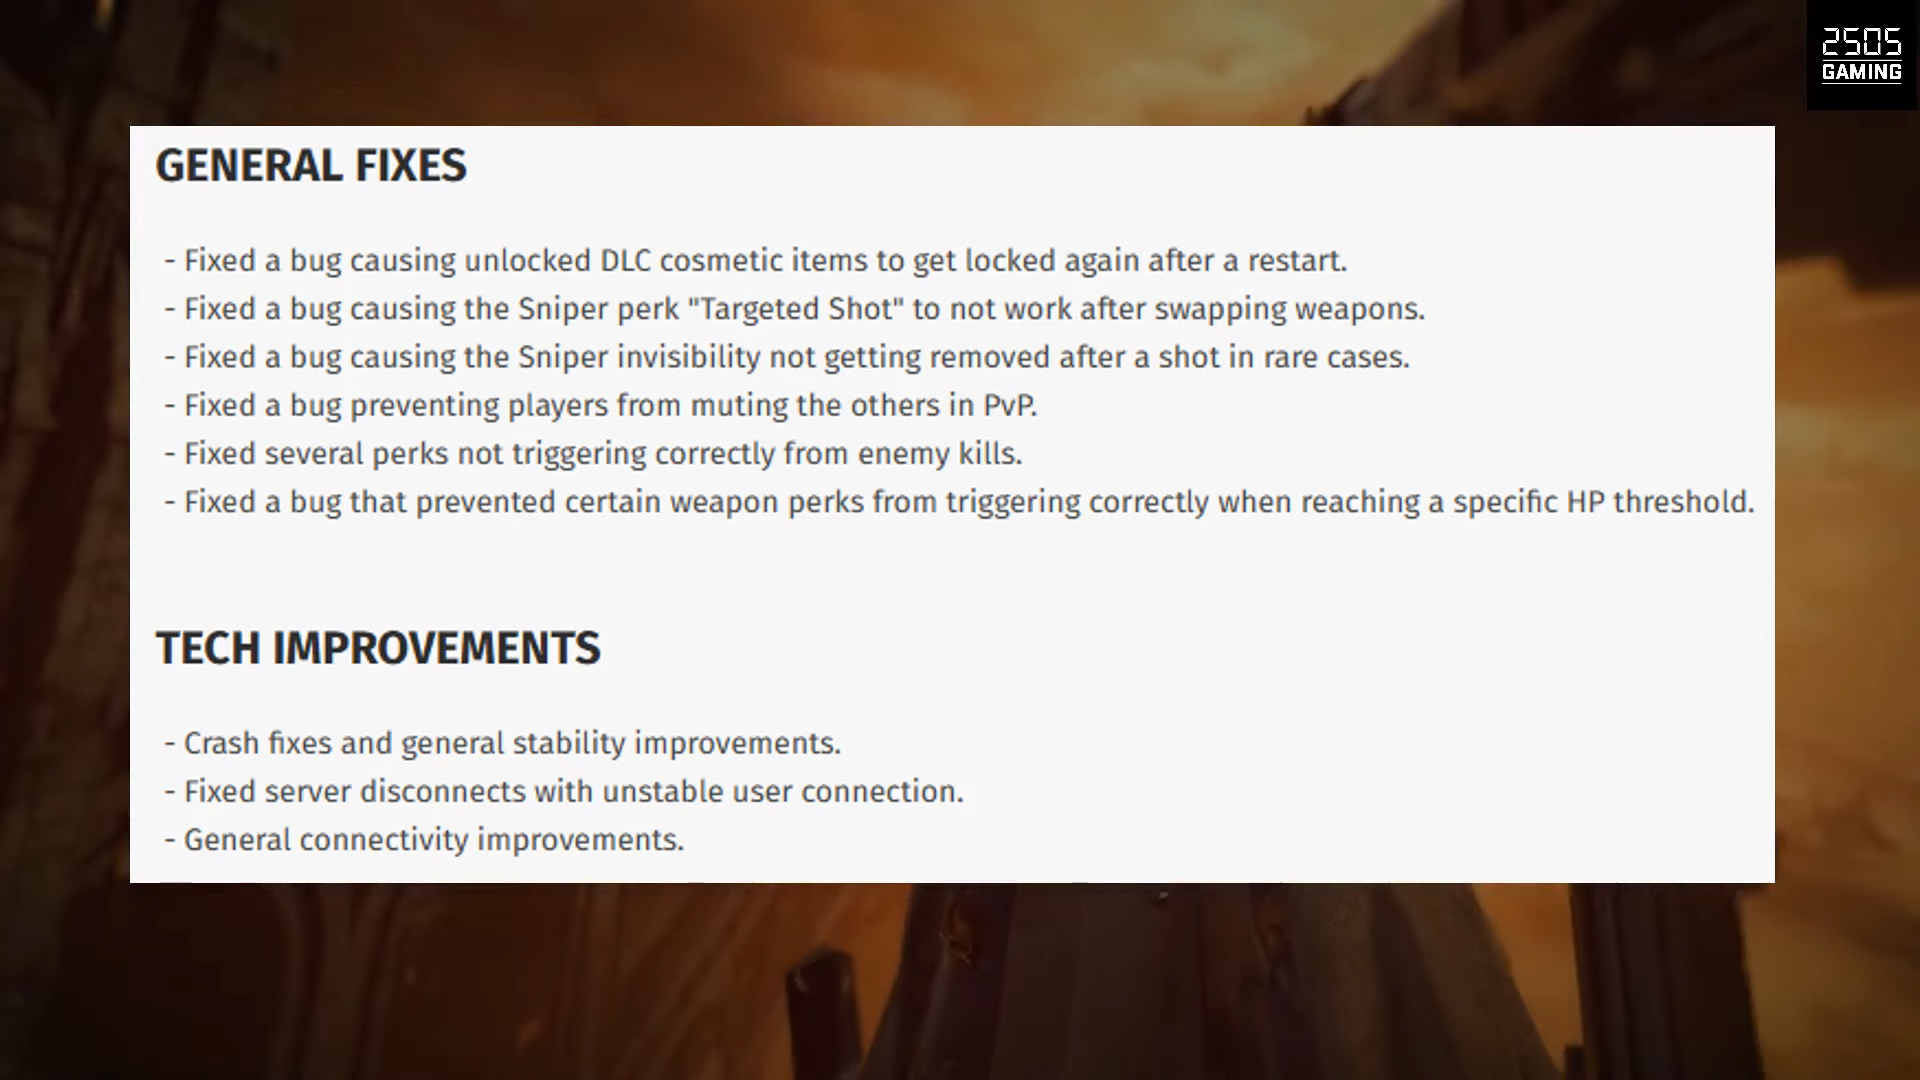 2505
GAMING
GENERAL FIXES
- Fixed a bug causing unlocked DLC cosmetic items to get locked again after a restart.
- Fixed a bug causing the Sniper perk "Targeted Shot" to not work after swapping weapons.
- Fixed a bug causing the Sniper invisibility not getting removed after a shot in rare cases.
- Fixed a bug preventing players from muting the others in PvP.
- Fixed several perks not triggering correctly from enemy kills.
- Fixed a bug that prevented certain weapon perks from triggering correctly when reaching a specific HP threshold.
TECH IMPROVEMENTS
- Crash fixes and general stability improvements.
- Fixed server disconnects with unstable user connection.
- General connectivity improvements.